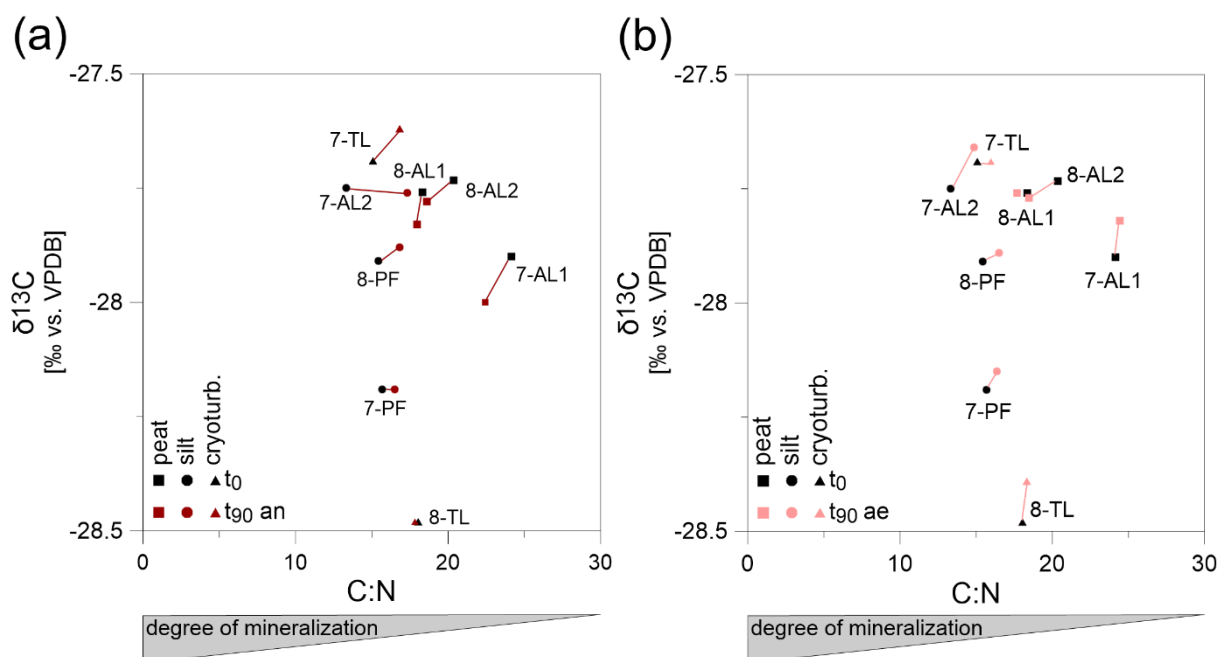 (a)
-27.5
-28
-28.5
δ13C
[‰ vs. VPDB]
7-TL
8-AL1
8-AL2
7-AL2
8-PF
7-AL1
7-PF
8-TL
peat
silt
cryoturb.
t0
t90 an
0
10
20
30
C:N
degree of mineralization
(b)
-27.5
-28
-28.5
δ13C
[‰ vs. VPDB]
7-TL
8-AL2
7-AL2
8-AL1
8-PF
7-AL1
7-PF
8-TL
peat
silt
cryoturb.
t0
t90 ae
0
10
20
30
C:N
degree of mineralization